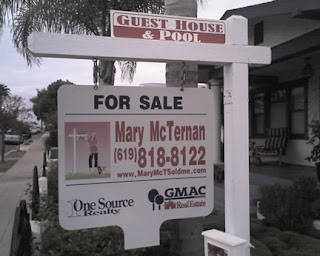 GUEST HOUSE
& POOL
FOR SALE
Mary McTernan
(619) 818-8122
www.MaryMcTSoldme.com
One Source
Realty
GMAC
Real Estate